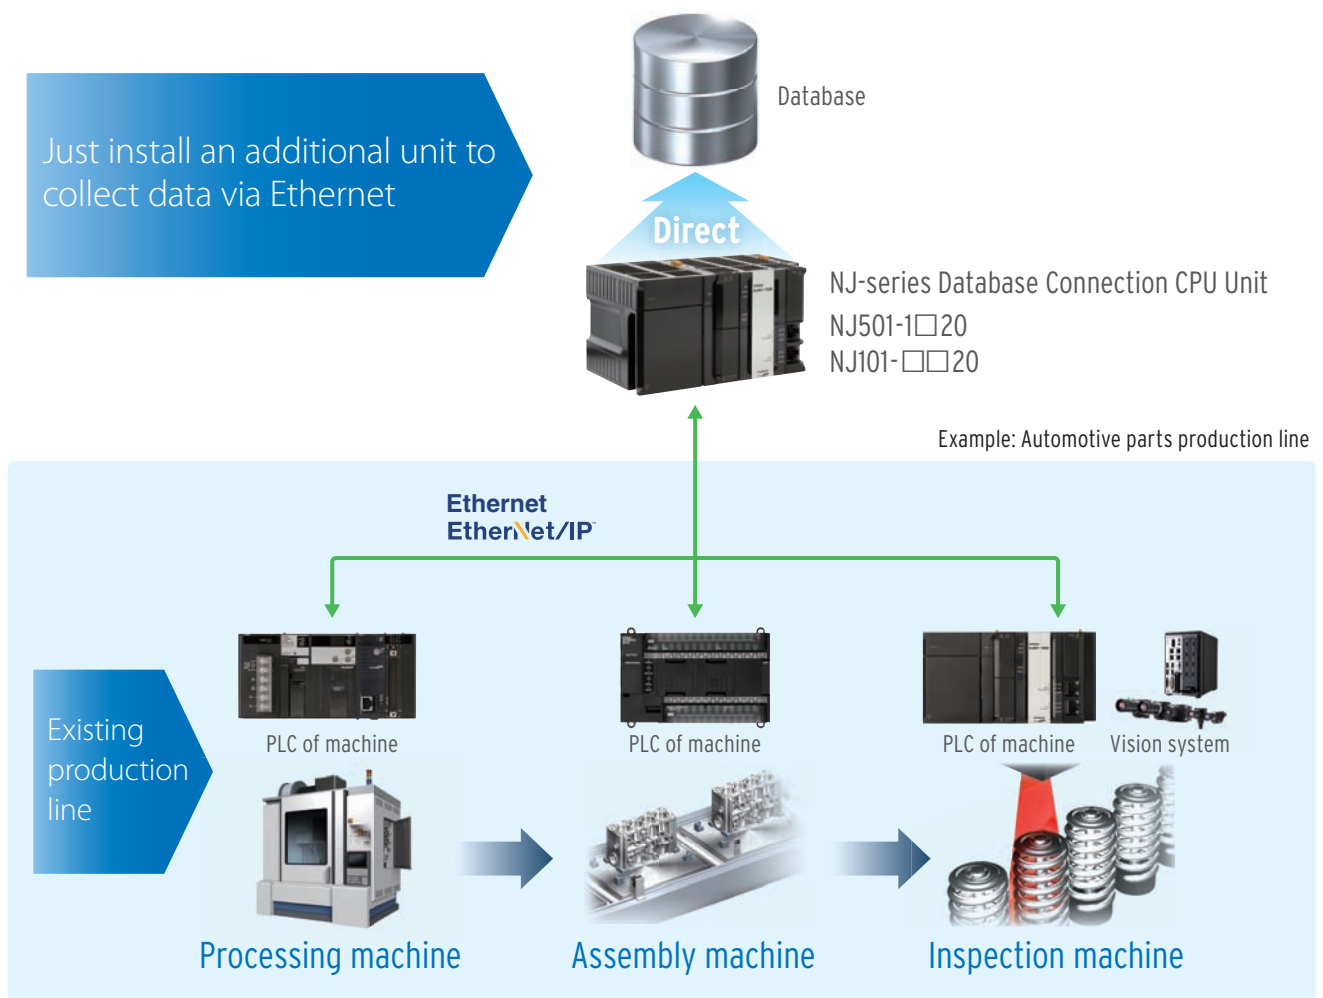 Database
Just install an additional unit to
collect data via Ethernet
Direct
NJ-series Database Connection CPU Unit
NJ501-1□20
NJ101-□□20
Example: Automotive parts production line
Ethernet
EtherNet/IP™
Existing
production
line
PLC of machine
PLC of machine
PLC of machine
Vision system
Processing machine
Assembly machine
Inspection machine